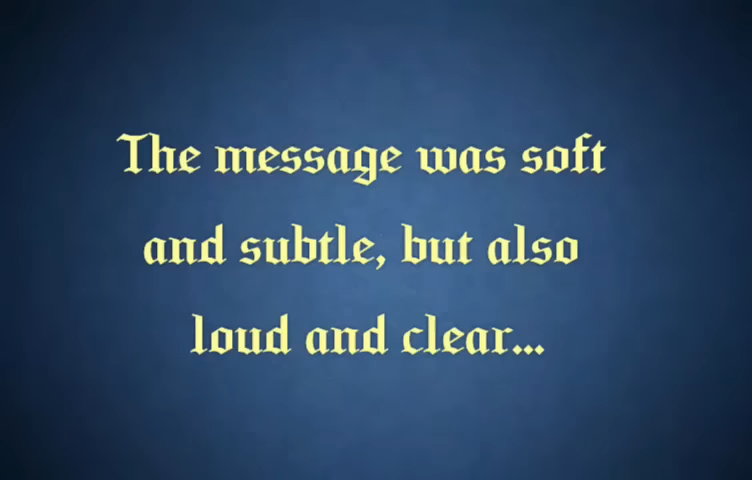 The message was soft
and subtle, but also
loud and clear...